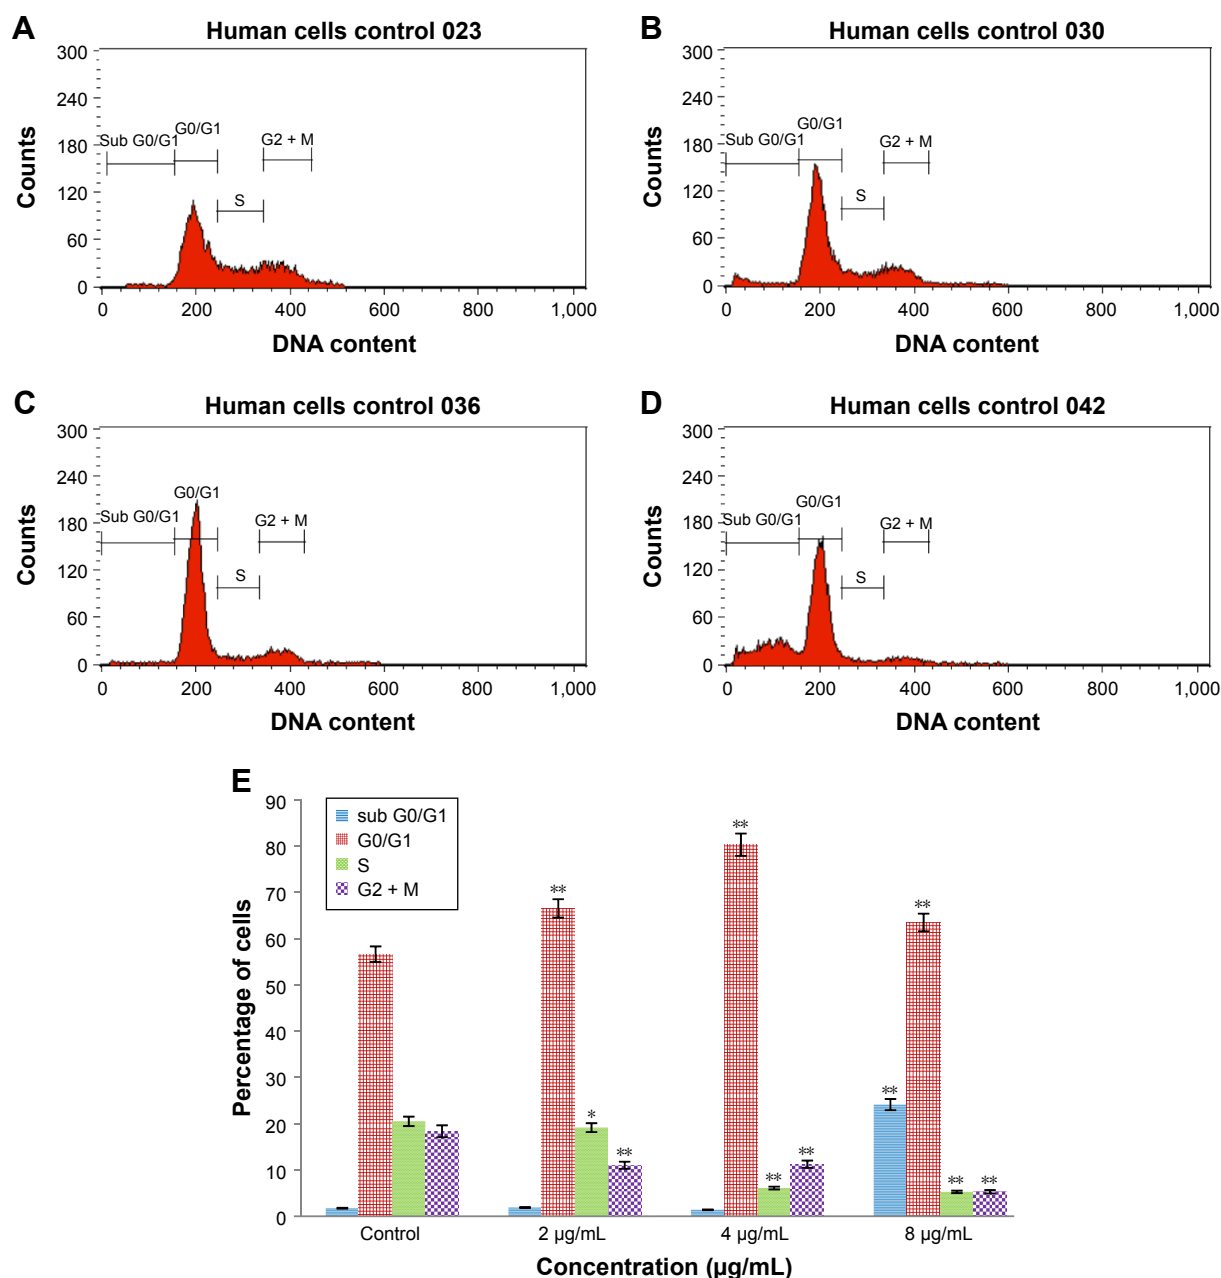 A
Human cells control 023
300
240
180
120
60
0
Counts
Sub G0/G1
G0/G1
S
G2 + M
0 200 400 600 800 1,000
DNA content
B
Human cells control 030
300
240
180
120
60
0
Counts
Sub G0/G1
G0/G1
S
G2 + M
0 200 400 600 800 1,000
DNA content
C
Human cells control 036
300
240
180
120
60
0
Counts
Sub G0/G1
G0/G1
S
G2 + M
0 200 400 600 800 1,000
DNA content
D
Human cells control 042
300
240
180
120
60
0
Counts
Sub G0/G1
G0/G1
S
G2 + M
0 200 400 600 800 1,000
DNA content
E
90
80
70
60
50
40
30
20
10
0
Percentage of cells
sub G0/G1
G0/G1
S
G2 + M
**
*
**
**
**
**
**
**
**
**
Control 2 µg/mL 4 µg/mL 8 µg/mL
Concentration (µg/mL)